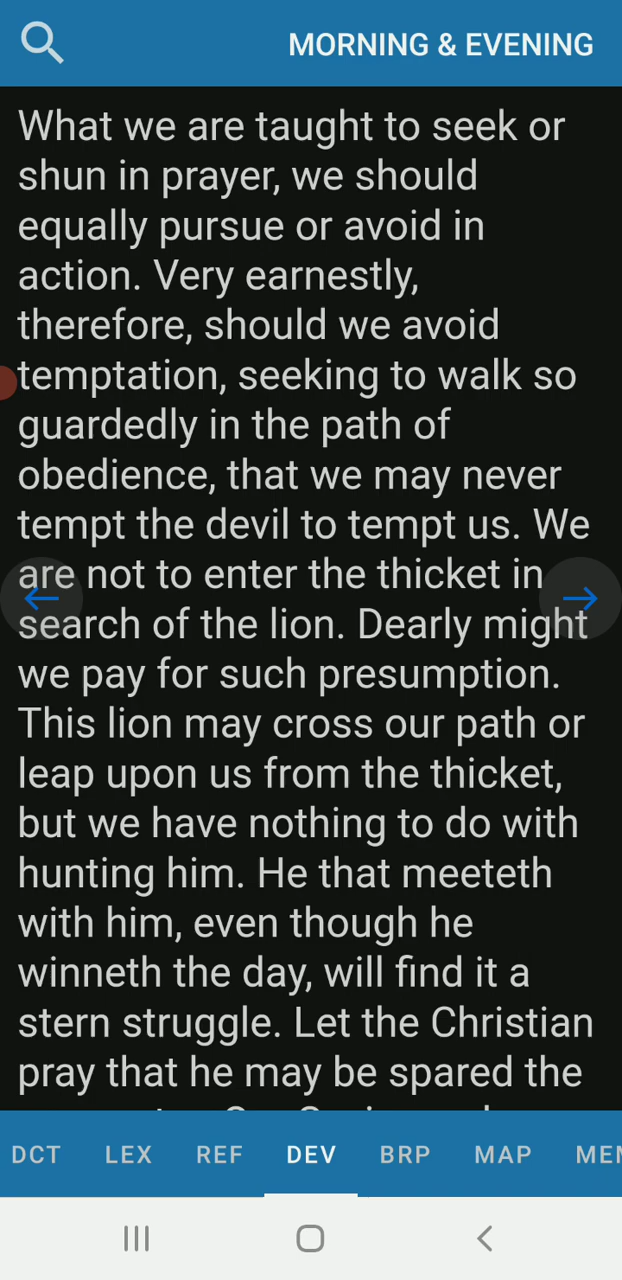 MORNING & EVENING
What we are taught to seek or
shun in prayer, we should
equally pursue or avoid in
action. Very earnestly,
therefore, should we avoid
temptation, seeking to walk so
guardedly in the path of
obedience, that we may never
tempt the devil to tempt us. We
are not to enter the thicket in
search of the lion. Dearly might
we pay for such presumption.
This lion may cross our path or
leap upon us from the thicket,
but we have nothing to do with
hunting him. He that meeteth
with him, even though he
winneth the day, will find it a
stern struggle. Let the Christian
pray that he may be spared the
DCT LEX REF DEV BRP MAP